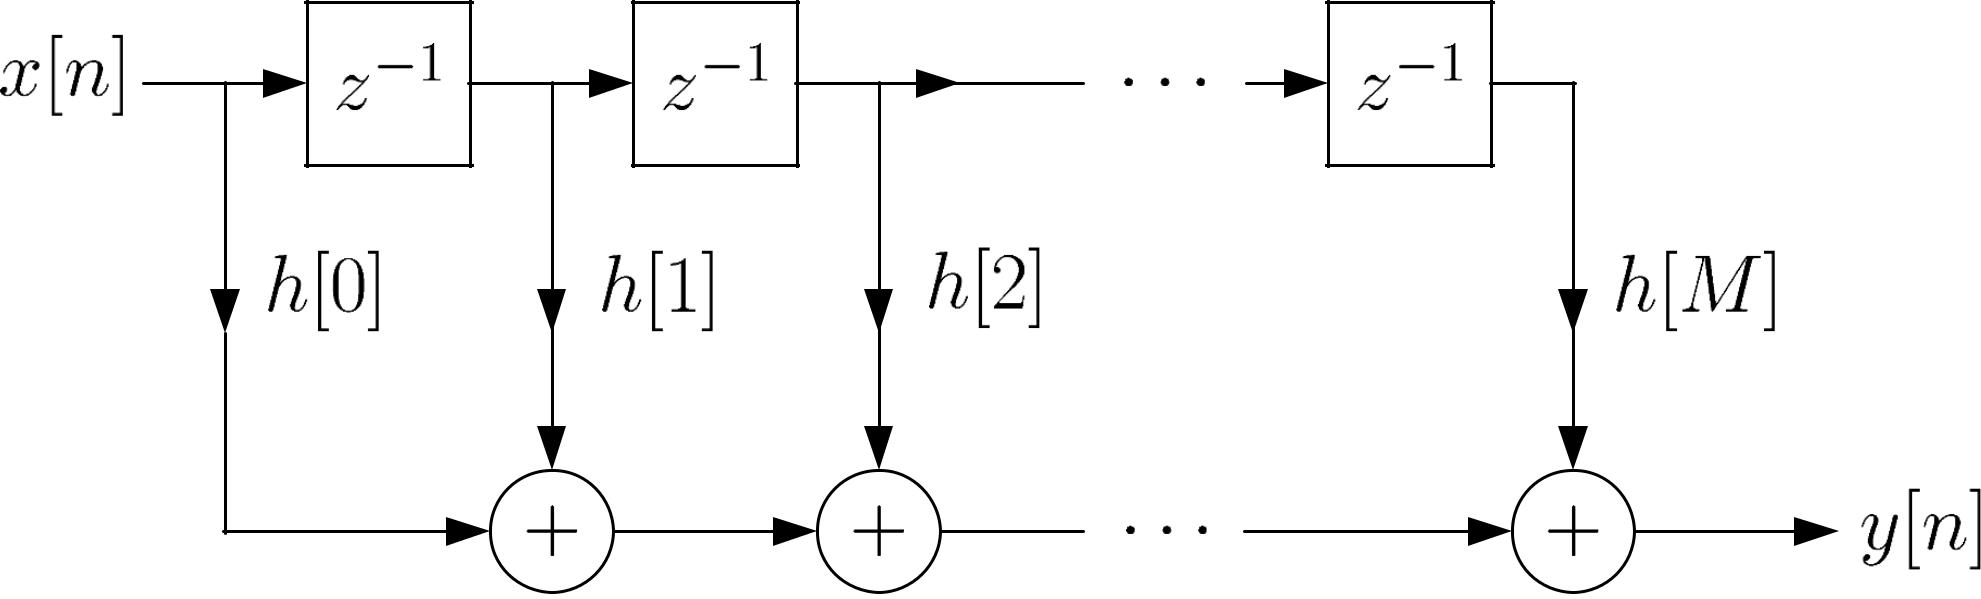 x[n] z⁻¹ z⁻¹ ⋯ z⁻¹
h[0] h[1] h[2] h[M]
+ + ⋯ + y[n]